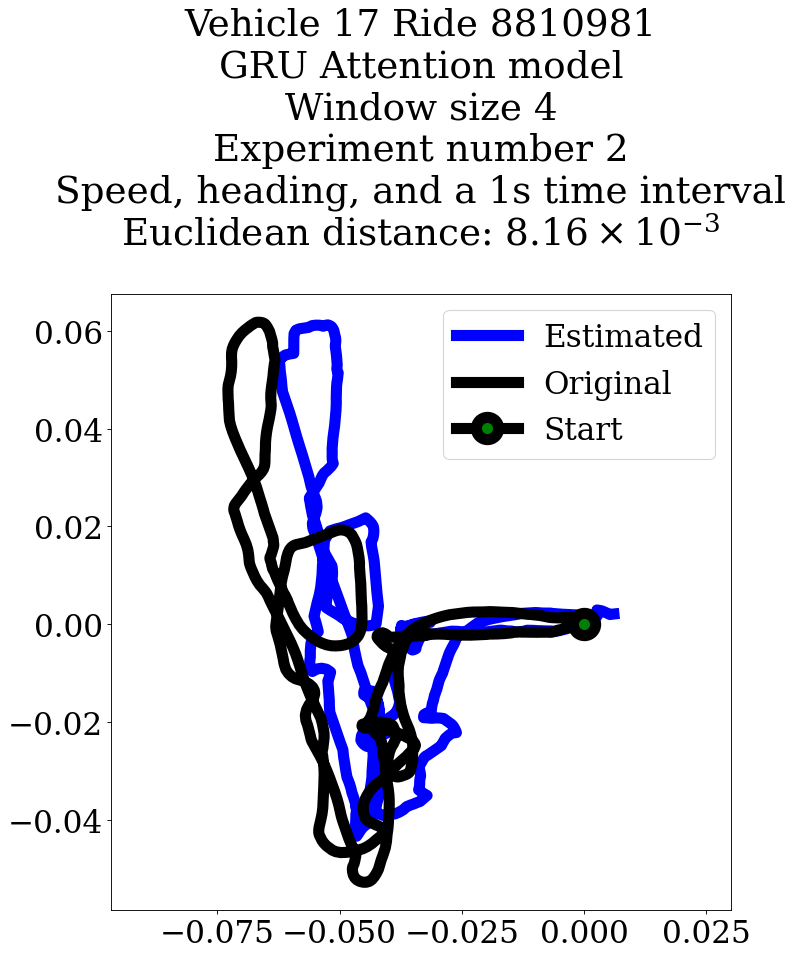 Vehicle 17 Ride 8810981
GRU Attention model
Window size 4
Experiment number 2
Speed, heading, and a 1s time interval
Euclidean distance: 8.16 × 10⁻³
Estimated
Original
Start
0.06
0.04
0.02
0.00
−0.02
−0.04
−0.075 −0.050 −0.025 0.000 0.025